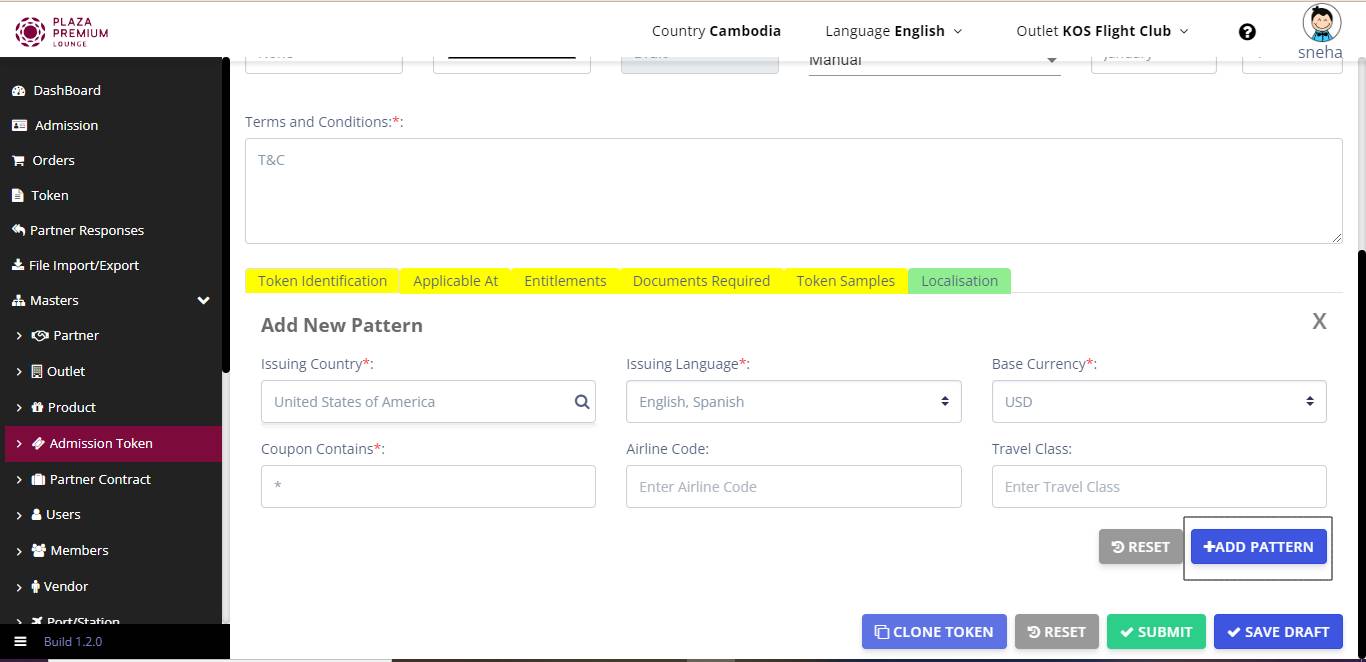 PLAZA
PREMIUM
LOUNGE
Country Cambodia
Language English
Outlet KOS Flight Club
sneha
DashBoard
Admission
Orders
Token
Partner Responses
File Import/Export
Masters
Partner
Outlet
Product
Admission Token
Partner Contract
Users
Members
Vendor
Port/Station
Build 1.2.0
None
Manual
January
Terms and Conditions:*:
T&C
Token Identification
Applicable At
Entitlements
Documents Required
Token Samples
Localisation
Add New Pattern
X
Issuing Country*:
Issuing Language*:
Base Currency*:
United States of America
English, Spanish
USD
Coupon Contains*:
Airline Code:
Travel Class:
*
Enter Airline Code
Enter Travel Class
RESET
+ADD PATTERN
CLONE TOKEN
RESET
SUBMIT
SAVE DRAFT